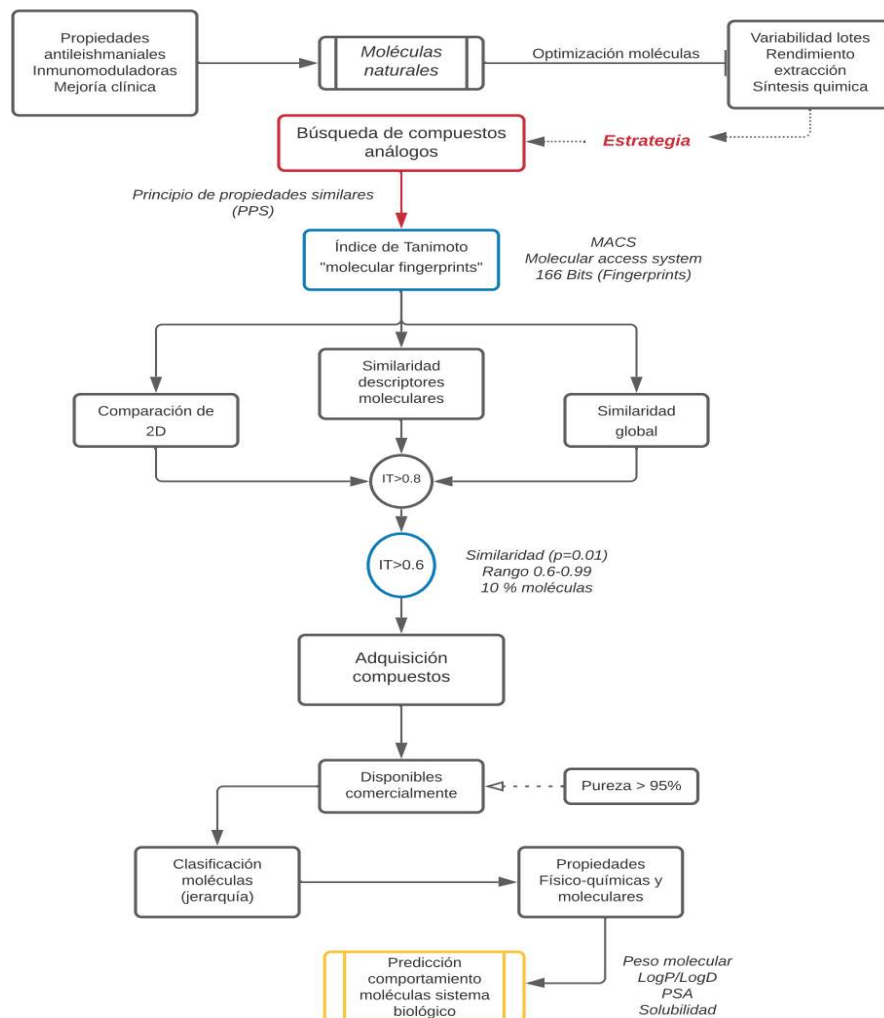 Propiedades
antileishmaniales
Inmunomoduladoras
Mejoría clínica
Moléculas
naturales
Optimización moléculas
Variabilidad lotes
Rendimiento
extracción
Síntesis quimica
Búsqueda de compuestos
análogos
Estrategia
Principio de propiedades similares
(PPS)
Índice de Tanimoto
"molecular fingerprints"
MACS
Molecular access system
166 Bits (Fingerprints)
Comparación de
2D
Similaridad
descriptores
moleculares
Similaridad
global
IT>0.8
IT>0.6
Similaridad (p=0.01)
Rango 0.6-0.99
10 % moléculas
Adquisición
compuestos
Disponibles
comercialmente
Pureza > 95%
Clasificación
moléculas
(jerarquía)
Propiedades
Físico-químicas y
moleculares
Predicción
comportamiento
moléculas sistema
biológico
Peso molecular
LogP/LogD
PSA
Solubilidad